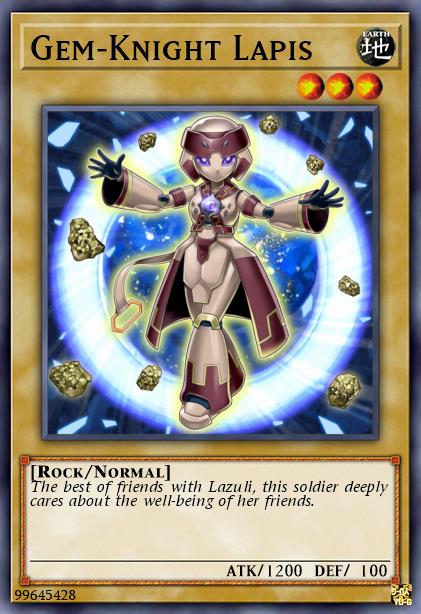 Gem-Knight Lapis
EARTH
地
[Rock/Normal]
The best of friends with Lazuli, this soldier deeply
cares about the well-being of her friends.
ATK/1200 DEF/ 100
99645428